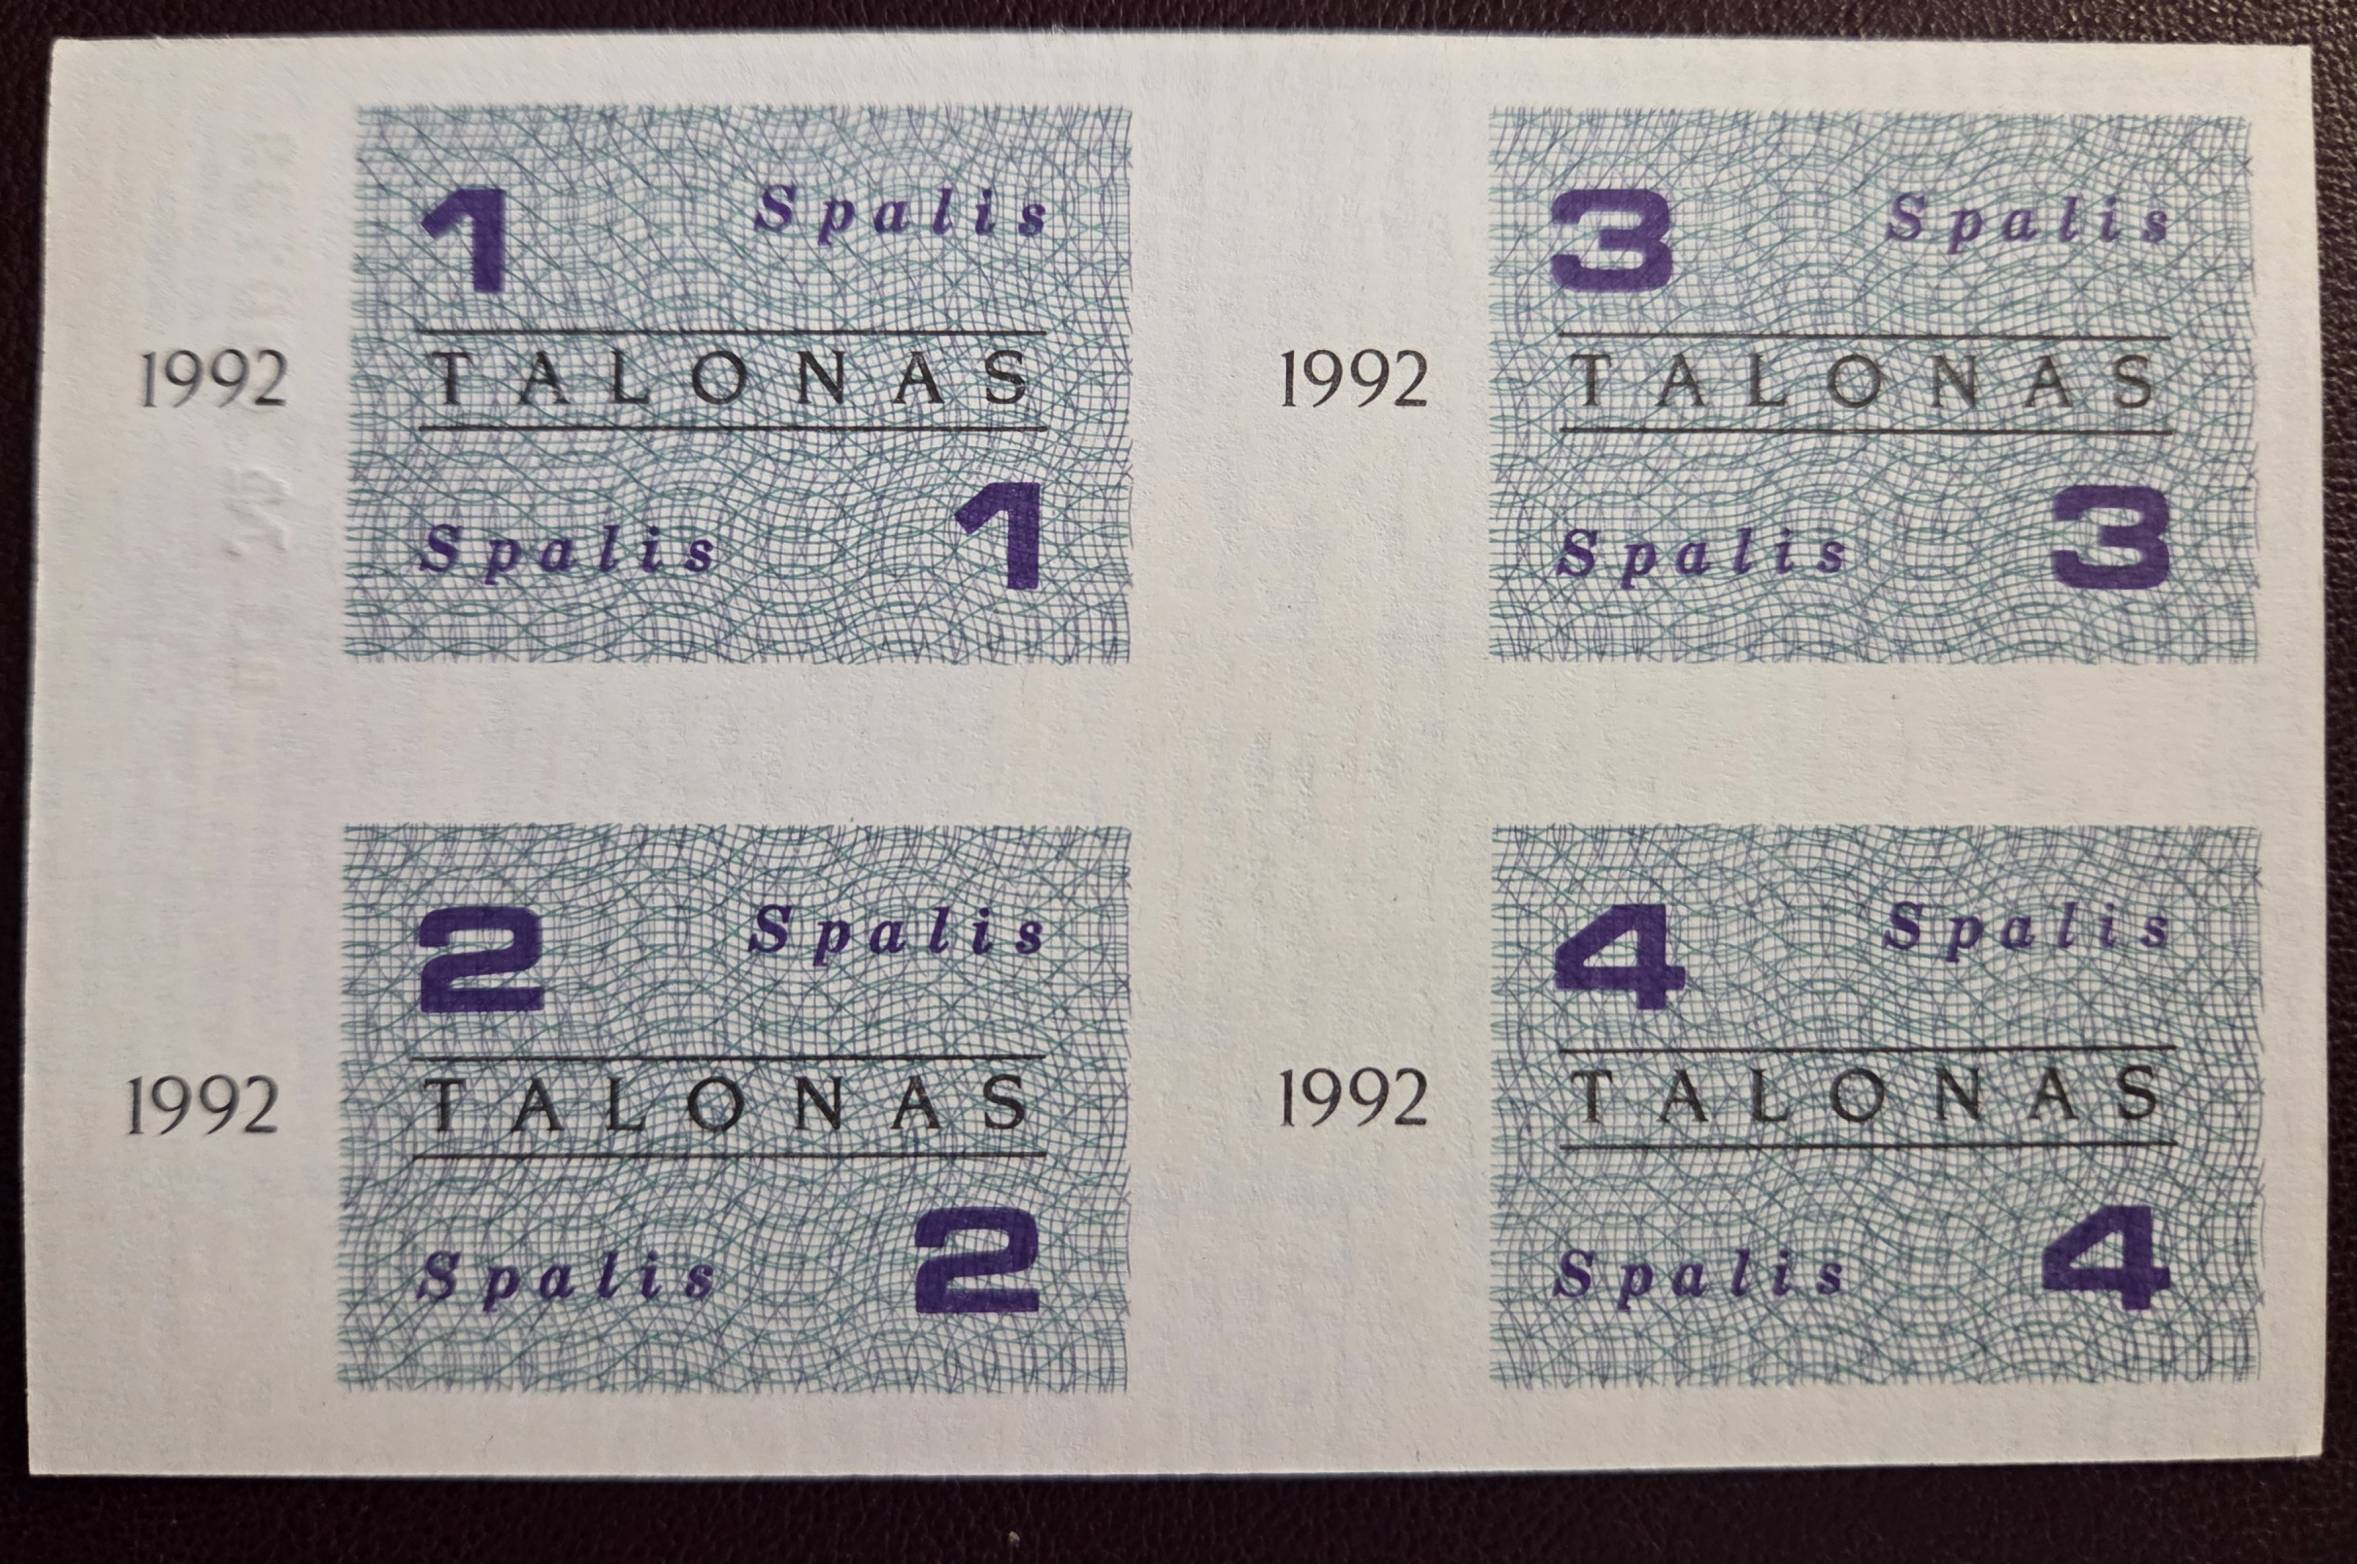 1 Spalis
1992 TALONAS
Spalis 1
3 Spalis
1992 TALONAS
Spalis 3
2 Spalis
1992 TALONAS
Spalis 2
4 Spalis
1992 TALONAS
Spalis 4